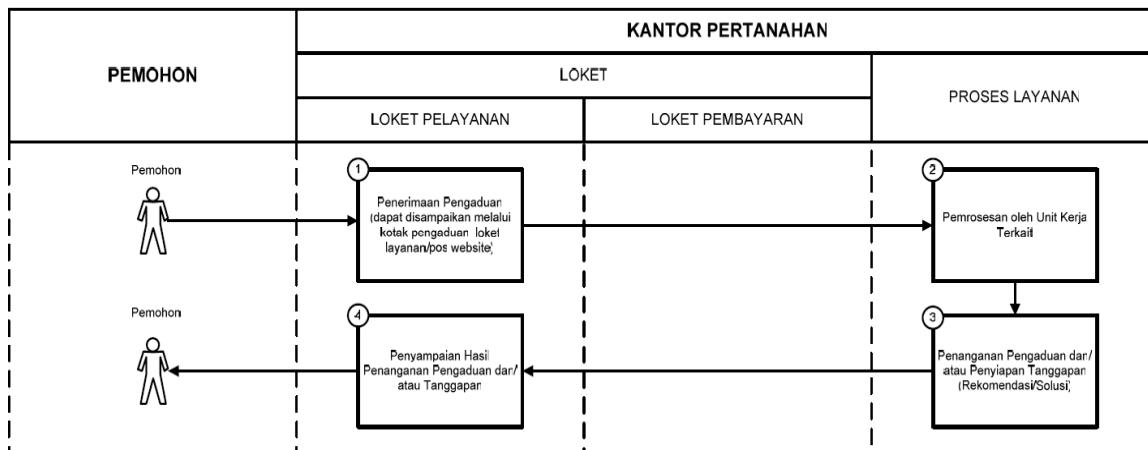 PEMOHON
KANTOR PERTANAHAN
LOKET
PROSES LAYANAN
LOKET PELAYANAN
LOKET PEMBAYARAN
Pemohon
1
Penerimaan Pengaduan
(dapat disampaikan melalui
kotak pengaduan loket
layanan/pos website)
2
Pemrosesan oleh Unit Kerja
Terkait
Pemohon
4
Penyampaian Hasil
Penanganan Pengaduan dan/
atau Tanggapan
3
Penanganan Pengaduan dan/
atau Penyiapan Tanggapan
(Rekomendasi/Solusi)